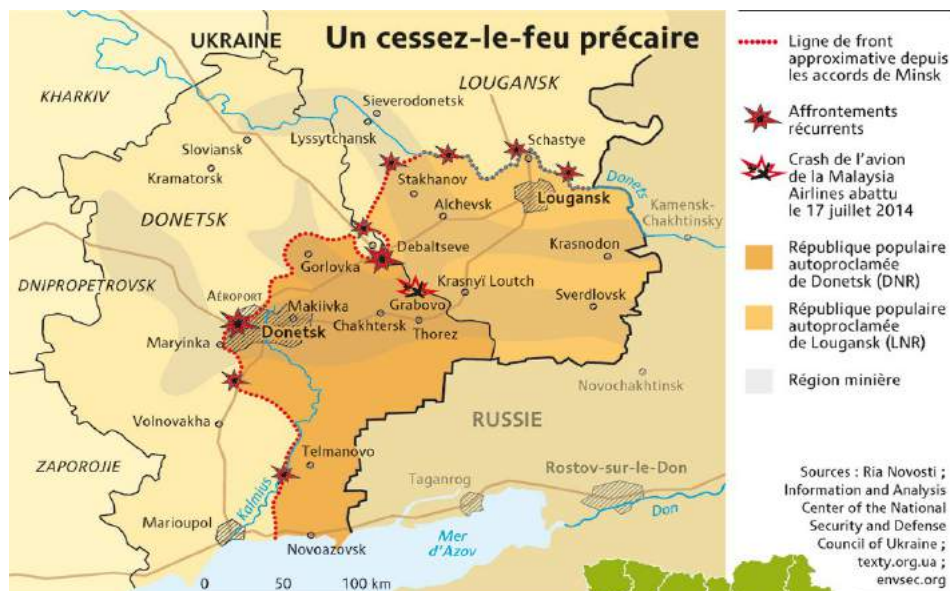 Un cessez-le-feu précaire
UKRAINE
LOUGANSK
KHARKIV
Sieverodonetsk
Lyssytchansk
Schastye
Sloviansk
Kramatorsk
Stakhanov
Donets
Alchevsk
Lougansk
Kamensk-
Chakhtinsky
DONETSK
Debaltseve
Krasnodon
Gorlovka
DNIPROPETROVSK
Krasnyï Loutch
AÉROPORT
Makiivka
Grabovo
Sverdlovsk
Donetsk
Chakhtersk
Thorez
Maryinka
Novochakhtinsk
Volnovakha
RUSSIE
Telmanovo
ZAPOROJIE
Kalmius
Taganrog
Rostov-sur-le-Don
Don
Marioupol
Mer
d'Azov
Novoazovsk
0 50 100 km
Ligne de front
approximative depuis
les accords de Minsk
Affrontements
récurrents
Crash de l'avion
de la Malaysia
Airlines abattu
le 17 juillet 2014
République populaire
autoproclamée
de Donetsk (DNR)
République populaire
autoproclamée
de Lougansk (LNR)
Région minière
Sources : Ria Novosti ;
Information and Analysis
Center of the National
Security and Defense
Council of Ukraine ;
texty.org.ua ;
envsec.org